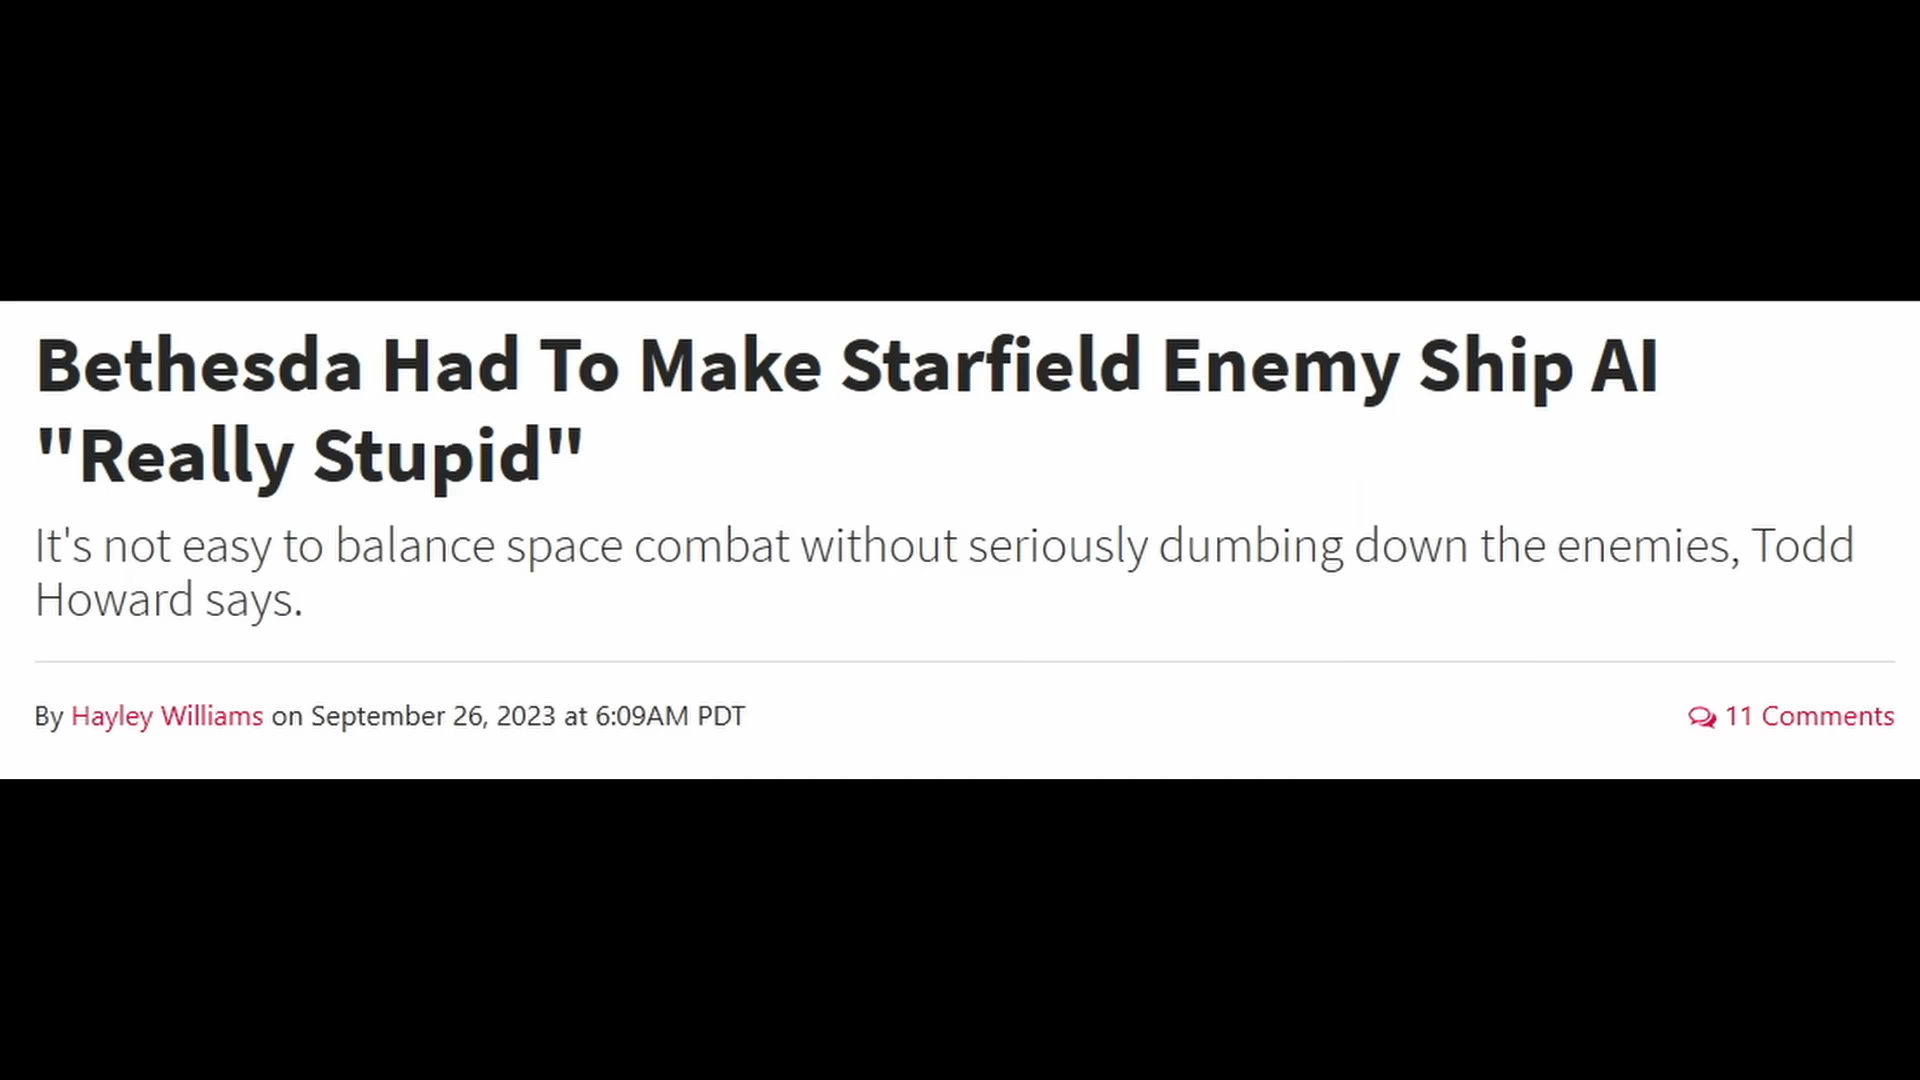 Bethesda Had To Make Starfield Enemy Ship AI
"Really Stupid"
It's not easy to balance space combat without seriously dumbing down the enemies, Todd
Howard says.
By Hayley Williams on September 26, 2023 at 6:09AM PDT
11 Comments